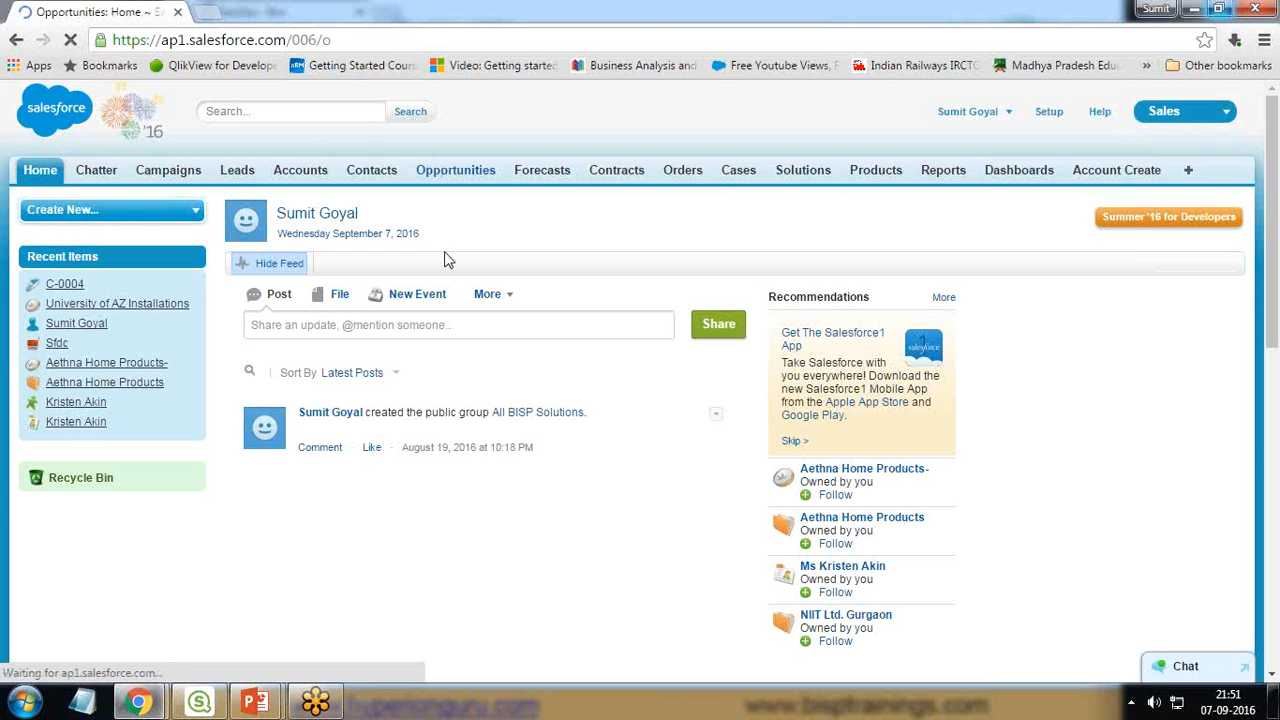 Opportunities: Home ~ Sa
Sumit
https://ap1.salesforce.com/006/o
Apps
Bookmarks
QlikView for Develope
Getting Started Cour
Video: Getting started
Business Analysis and
Free Youtube Views,
Indian Railways IRCTC
Madhya Pradesh Educ
»
Other bookmarks
salesforce
'16
Search...
Search
Sumit Goyal
Setup
Help
Sales
Home
Chatter
Campaigns
Leads
Accounts
Contacts
Opportunities
Forecasts
Contracts
Orders
Cases
Solutions
Products
Reports
Dashboards
Account Create
+
Create New...
Recent Items
C-0004
University of AZ Installations
Sumit Goyal
Sfdc
Aethna Home Products-
Aethna Home Products
Kristen Akin
Kristen Akin
Recycle Bin
Sumit Goyal
Wednesday September 7, 2016
Summer '16 for Developers
Hide Feed
Post
File
New Event
More
Share an update, @mention someone..
Share
Sort By Latest Posts
Sumit Goyal created the public group All BISP Solutions.
Comment · Like · August 19, 2016 at 10:18 PM
Recommendations
More
Get The Salesforce1
App
Take Salesforce with
you everywhere! Download the
new Salesforce1 Mobile App
from the Apple App Store and
Google Play.
Skip >
salesforce
Aethna Home Products-
Owned by you
Follow
Aethna Home Products
Owned by you
Follow
Ms Kristen Akin
Owned by you
Follow
NIIT Ltd. Gurgaon
Owned by you
Follow
Chat
Waiting for ap1.salesforce.com...
www.bisptrainings.com
21:51
07-09-2016